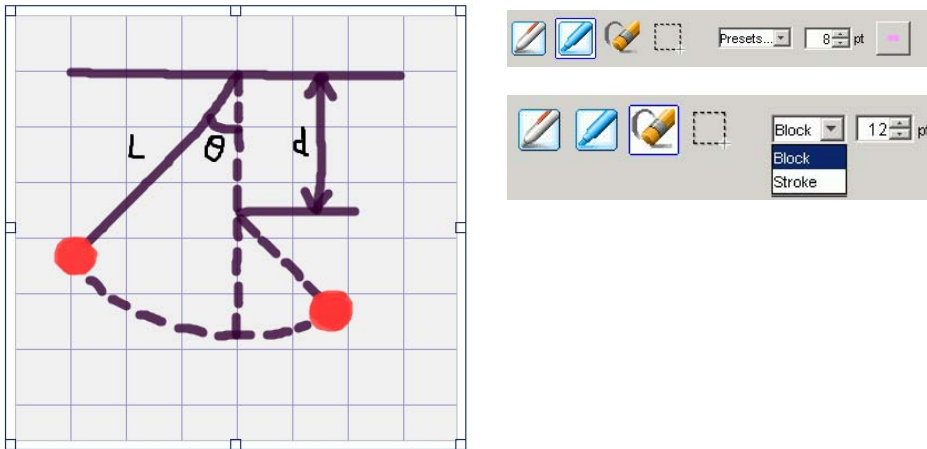 L
θ
d
Presets...
8 pt
Block
12 pt
Block
Stroke